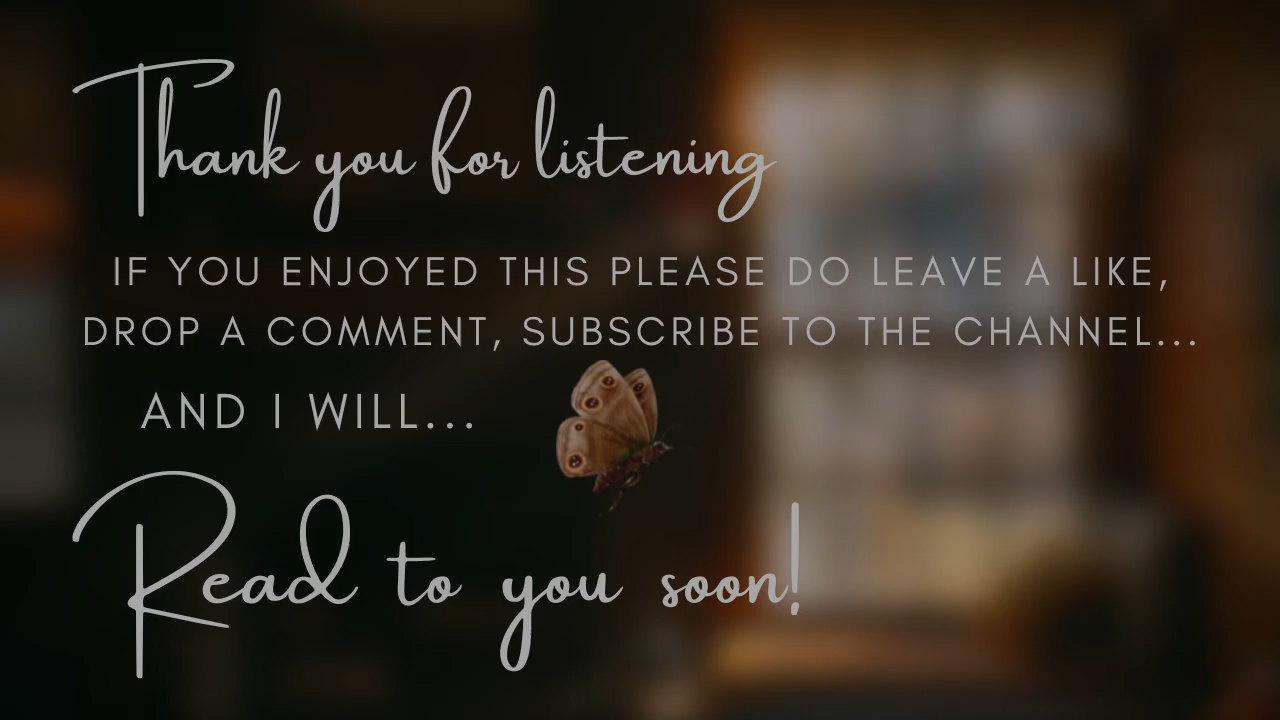 Thank you for listening
IF YOU ENJOYED THIS PLEASE DO LEAVE A LIKE,
DROP A COMMENT, SUBSCRIBE TO THE CHANNEL...
AND I WILL...
Read to you soon!